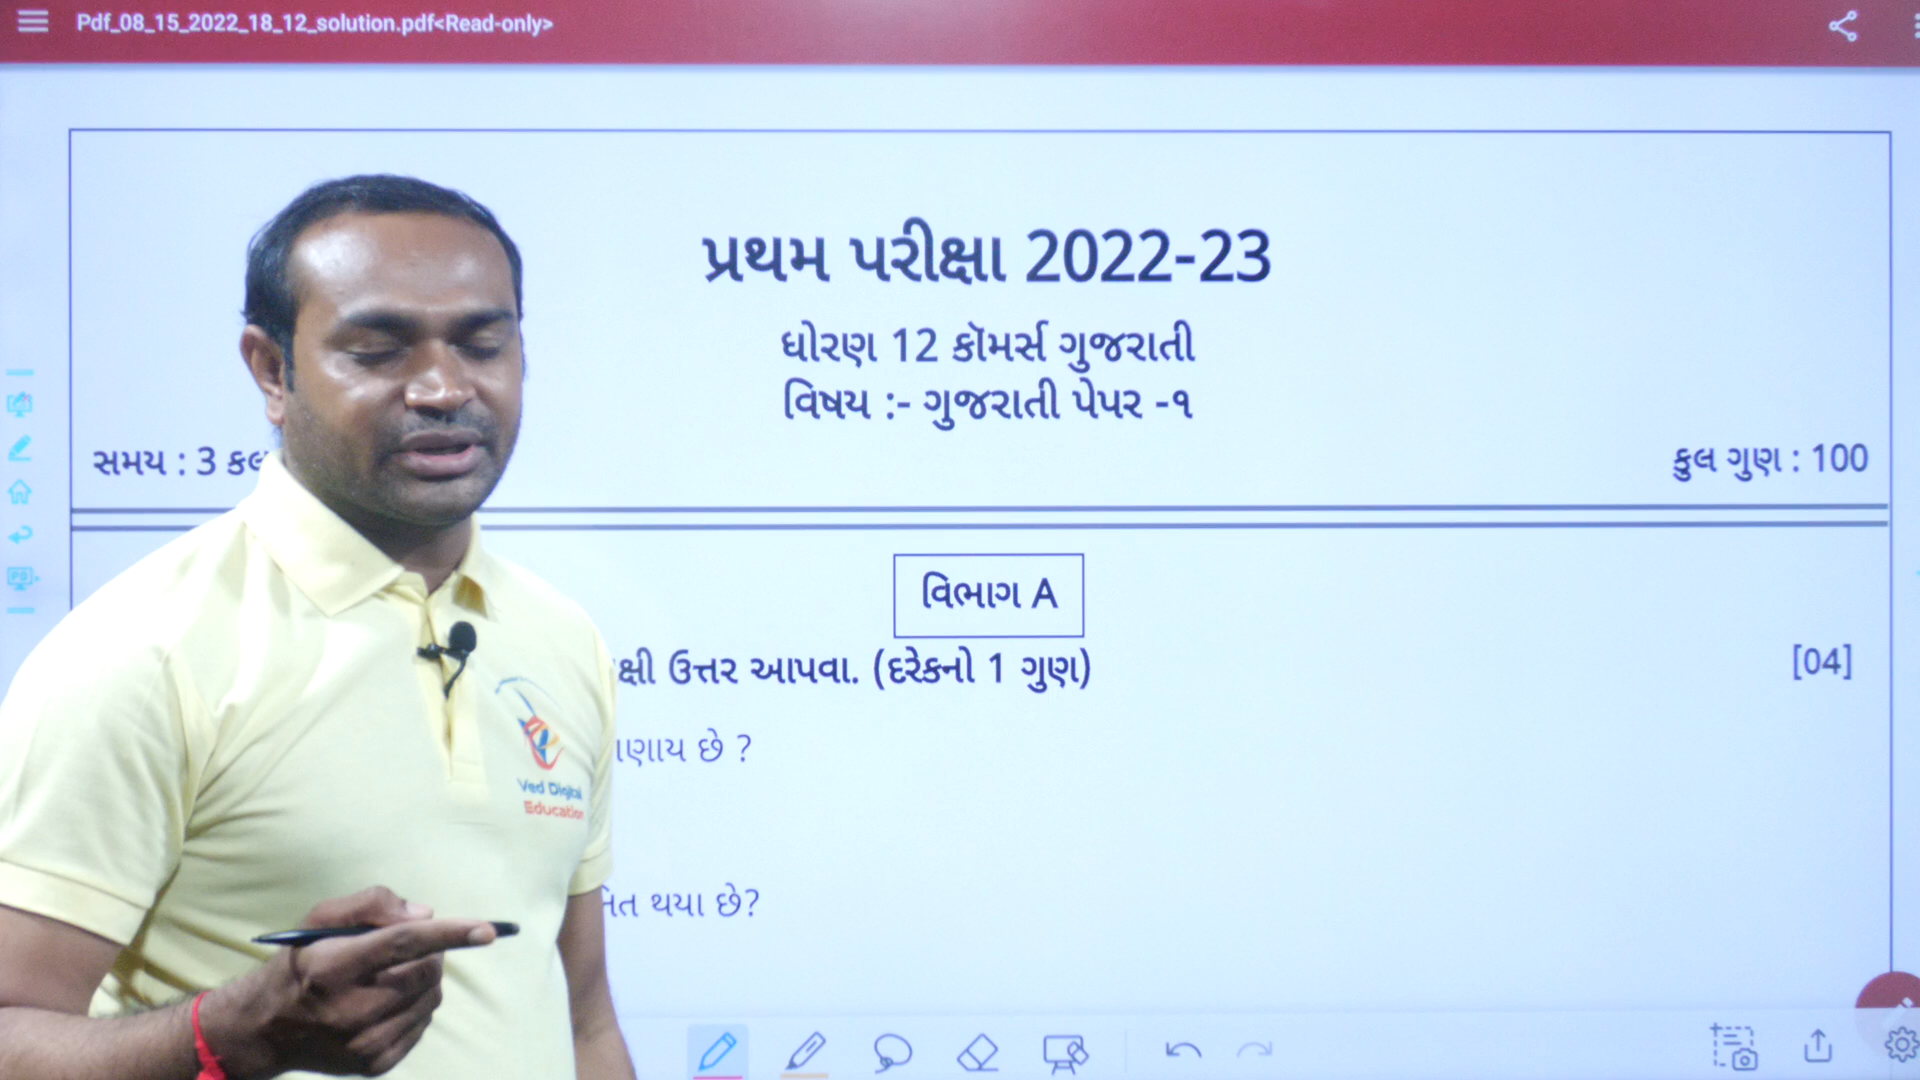 Pdf_08_15_2022_18_12_solution.pdf<Read-only>
પ્રથમ પરીક્ષા 2022-23
ધોરણ 12 કૉમર્સ ગુજરાતી
વિષય :- ગુજરાતી પેપર -૧
સમય : 3
કુલ ગુણ : 100
વિભાગ A
ઉત્તર આપવા. (દરેકનો 1 ગુણ)
[04]
છે ?
થયા છે?
Ved Digital
Education